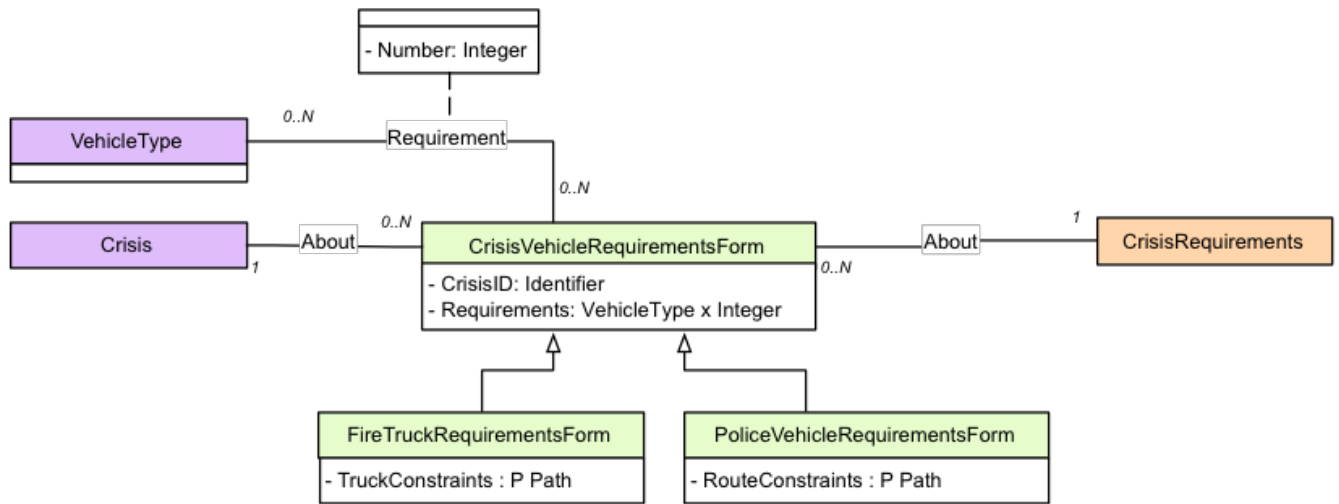 - Number: Integer
0..N
VehicleType
Requirement
0..N
Crisis
About
0..N
1
CrisisVehicleRequirementsForm
- CrisisID: Identifier
- Requirements: VehicleType x Integer
About
0..N
1
CrisisRequirements
FireTruckRequirementsForm
- TruckConstraints : P Path
PoliceVehicleRequirementsForm
- RouteConstraints : P Path